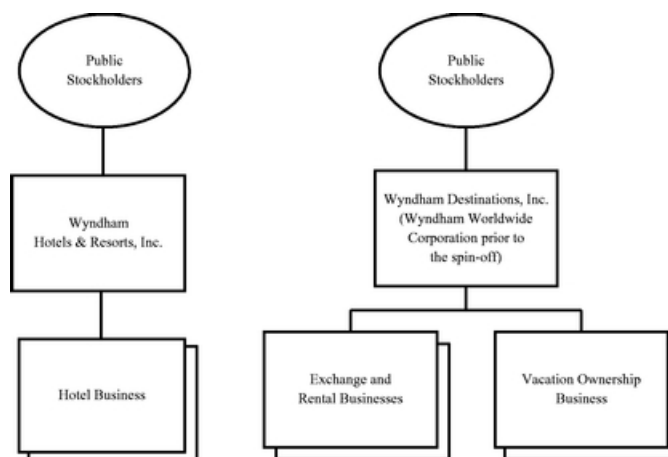 Public
Stockholders
Public
Stockholders
Wyndham
Hotels & Resorts, Inc.
Wyndham Destinations, Inc.
(Wyndham Worldwide
Corporation prior to
the spin-off)
Hotel Business
Exchange and
Rental Businesses
Vacation Ownership
Business